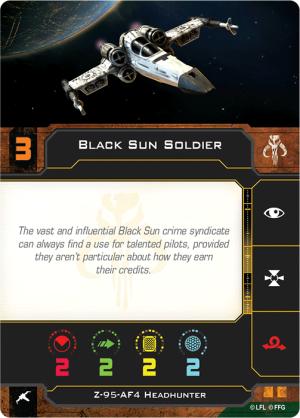 3 Black Sun Soldier
The vast and influential Black Sun crime syndicate
can always find a use for talented pilots, provided
they aren't particular about how they earn
their credits.
2 2 2 2
Z-95-AF4 Headhunter
©LFL ©FFG